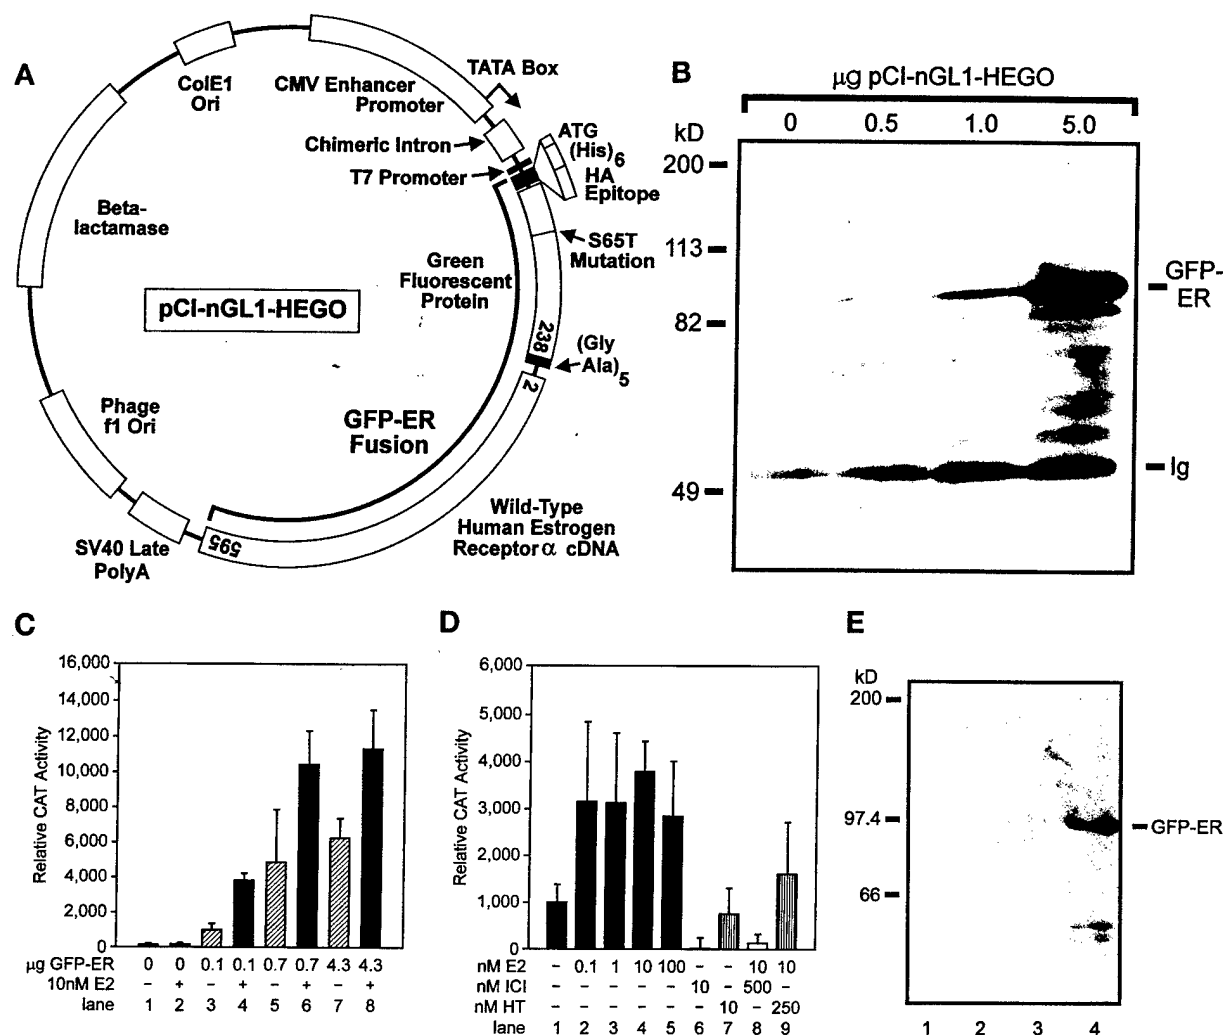 A
ColE1
Ori
CMV Enhancer
Promoter
TATA Box
Chimeric Intron
T7 Promoter
ATG
(His)6
HA
Epitope
S65T
Mutation
Beta-
lactamase
Green
Fluorescent
Protein
pCI-nGL1-HEGO
238
(Gly
Ala)5
2
GFP-ER
Fusion
Phage
f1 Ori
595
SV40 Late
PolyA
Wild-Type
Human Estrogen
Receptor α cDNA
B
µg pCI-nGL1-HEGO
kD 0 0.5 1.0 5.0
200
113
82
49
GFP-
ER
Ig
C
Relative CAT Activity
16,000
14,000
12,000
10,000
8,000
6,000
4,000
2,000
0
µg GFP-ER 0 0 0.1 0.1 0.7 0.7 4.3 4.3
10nM E2 – + – + – + – +
lane 1 2 3 4 5 6 7 8
D
Relative CAT Activity
6,000
5,000
4,000
3,000
2,000
1,000
0
nM E2 – 0.1 1 10 100 – – 10 10
nM ICI 10 500
nM HT 10 250
lane 1 2 3 4 5 6 7 8 9
E
kD
200
97.4
66
GFP-ER
1 2 3 4